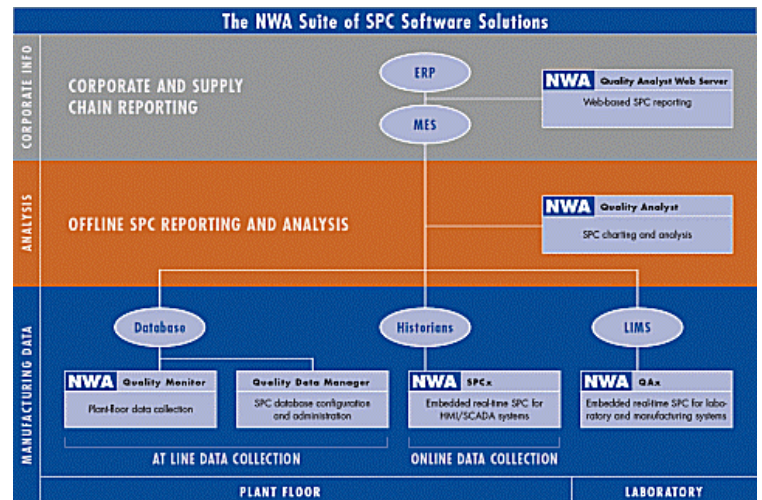 The NWA Suite of SPC Software Solutions
CORPORATE INFO
CORPORATE AND SUPPLY
CHAIN REPORTING
ERP
MES
NWA Quality Analyst Web Server
Web-based SPC reporting
ANALYSIS
OFFLINE SPC REPORTING AND ANALYSIS
NWA Quality Analyst
SPC charting and analysis
MANUFACTURING DATA
Database
Historians
LIMS
NWA Quality Monitor
Plant-floor data collection
Quality Data Manager
SPC database configuration
and administration
NWA SPCx
Embedded real-time SPC for
HMI/SCADA systems
NWA QAx
Embedded real-time SPC for labo-
ratory and manufacturing systems
AT LINE DATA COLLECTION
ONLINE DATA COLLECTION
PLANT FLOOR
LABORATORY